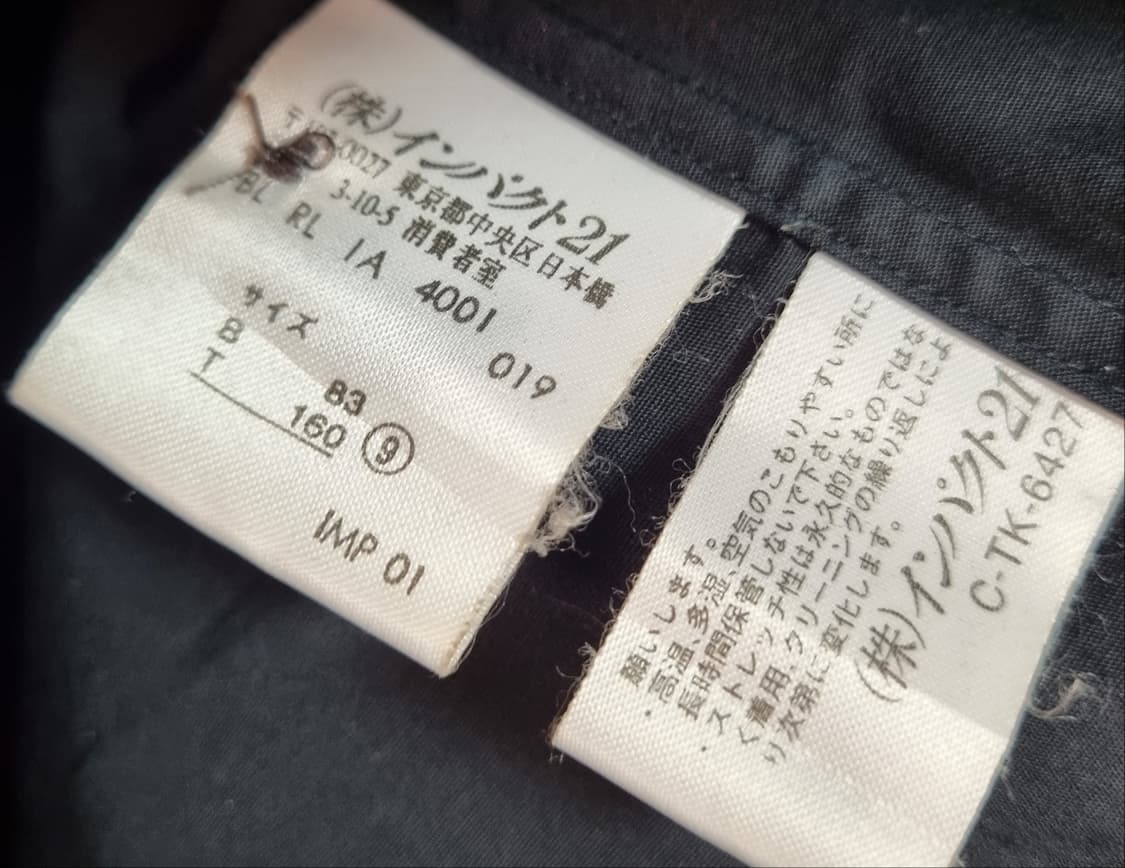 (株)インパクト21
-0027 東京都中央区日本橋
3-10-5 消費者室
BL RL IA 4001 019
サイズ
B 83
T 160 ⑨
IMP 01
願いします。
・高温、多湿、空気のこもりやすい所に
長時間保管しないで下さい。
・ストレッチ性は永久的なものではな
く着用、クリーニングの繰り返しによ
り次第に変化します。
(株)インパクト21
C-TK-6427